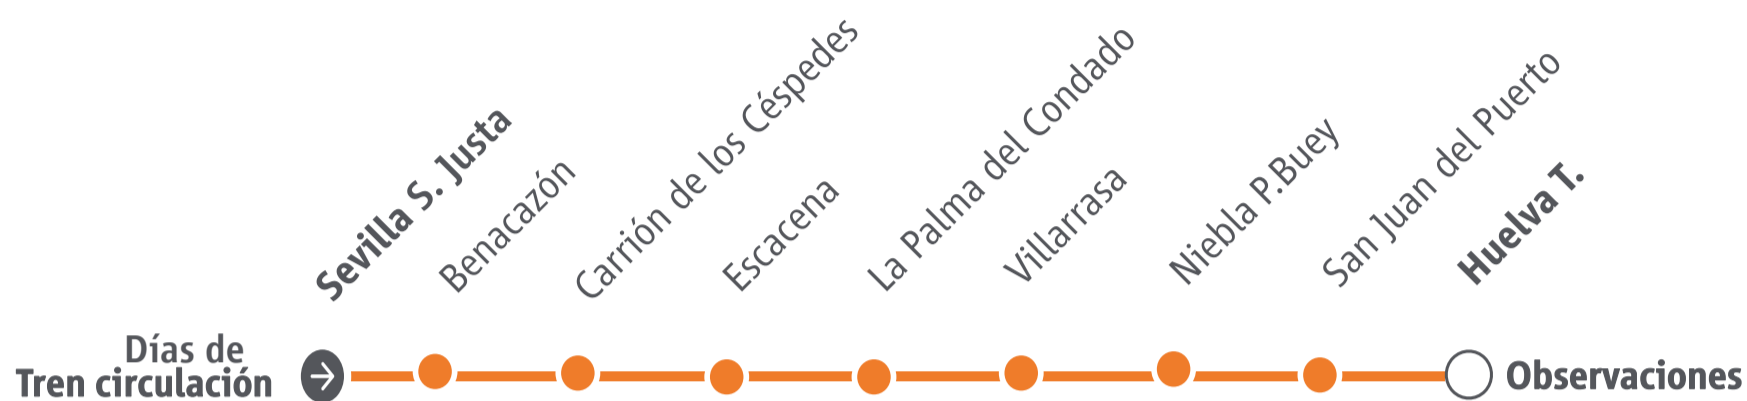 Sevilla S. Justa
Benacazón
Carrión de los Céspedes
Escacena
La Palma del Condado
Villarrasa
Niebla P.Buey
San Juan del Puerto
Huelva T.
Días de
Tren circulación
Observaciones